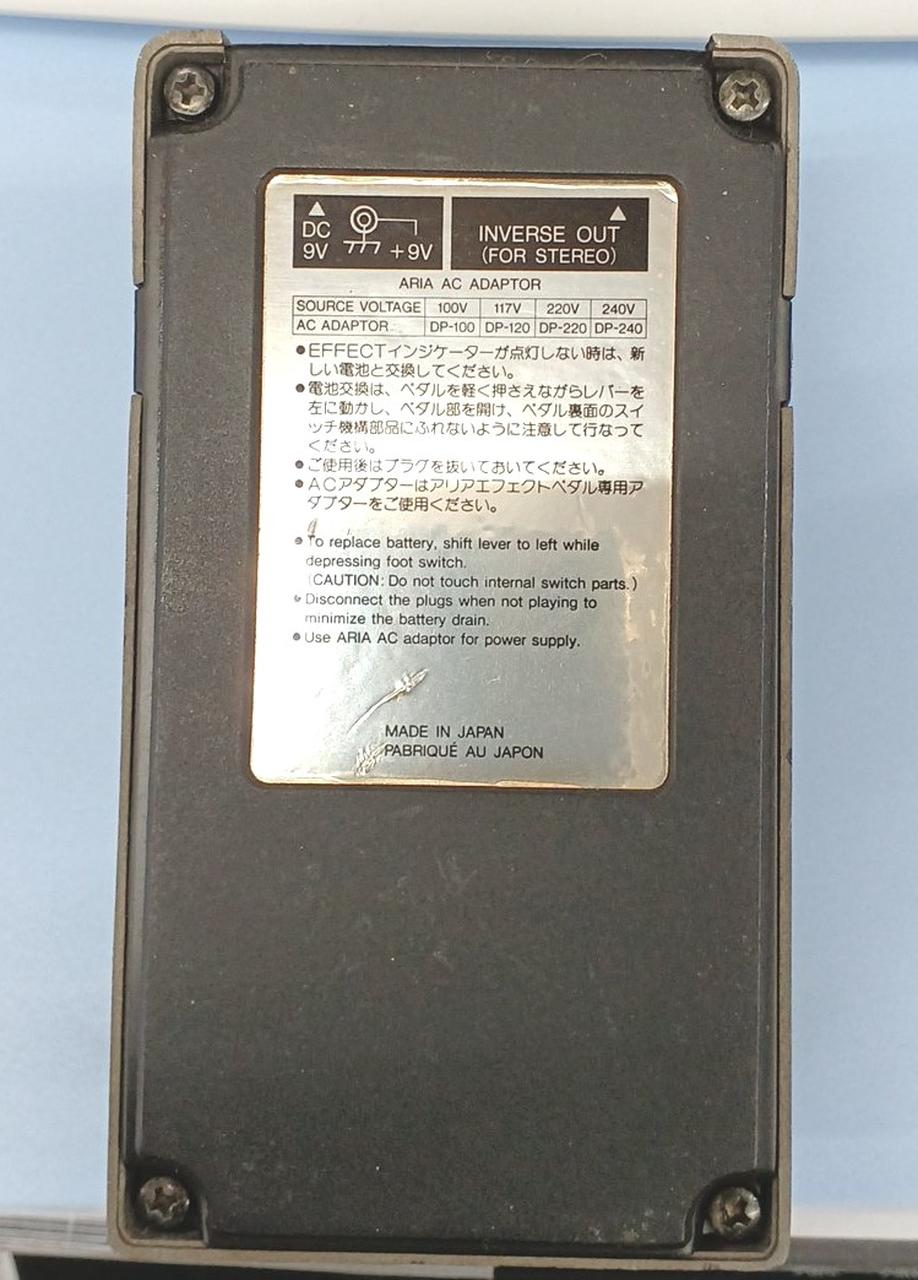 ▲
DC
9V
+9V
▲
INVERSE OUT
(FOR STEREO)
ARIA AC ADAPTOR
SOURCE VOLTAGE 100V 117V 220V 240V
AC ADAPTOR DP-100 DP-120 DP-220 DP-240
●EFFECTインジケーターが点灯しない時は、新
しい電池と交換してください。
●電池交換は、ペダルを軽く押さえながらレバーを
左に動かし、ペダル部を開け、ペダル裏面のスイ
ッチ機構部品にふれないように注意して行なって
ください。
●ご使用後はプラグを抜いておいてください。
●ACアダプターはアリアエフェクトペダル専用ア
ダプターをご使用ください。
●To replace battery, shift lever to left while
depressing foot switch.
(CAUTION: Do not touch internal switch parts.)
●Disconnect the plugs when not playing to
minimize the battery drain.
●Use ARIA AC adaptor for power supply.
MADE IN JAPAN
FABRIQUÉ AU JAPON